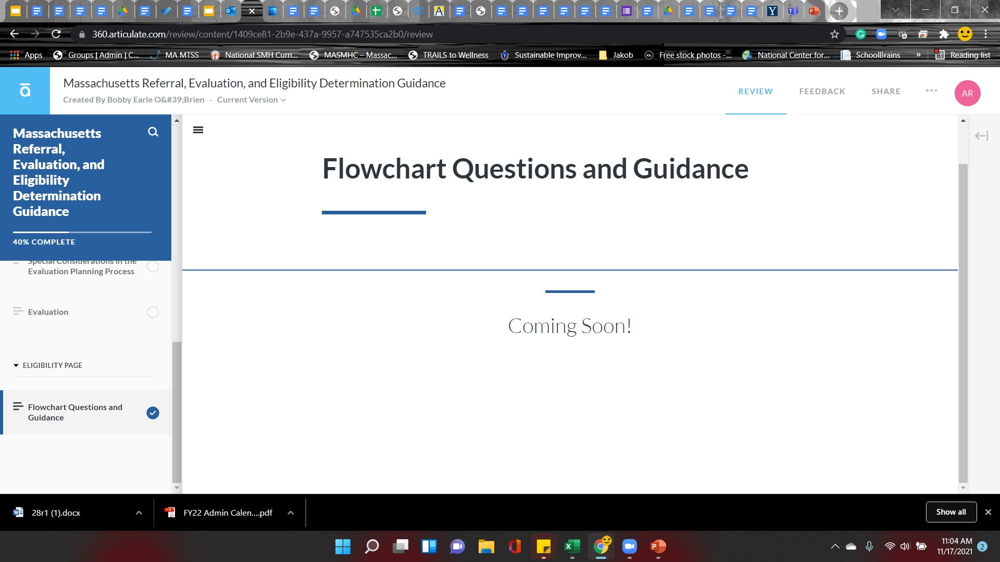 360.articulate.com/review/content/1409ce81-2b9e-437a-9957-a747535ca2b0/review
Apps
Groups | Admin | C...
MA MTSS
National SMH Curri...
MASMHC – Massac...
TRAILS to Wellness
Sustainable Improv...
Jakob
Free stock photos -...
National Center for...
SchoolBrains
»
Reading list
Massachusetts Referral, Evaluation, and Eligibility Determination Guidance
Created By Bobby Earle O&#39;Brien · Current Version
REVIEW
FEEDBACK
SHARE
AR
Massachusetts
Referral,
Evaluation, and
Eligibility
Determination
Guidance
40% COMPLETE
Special Considerations in the
Evaluation Planning Process
Evaluation
ELIGIBILITY PAGE
Flowchart Questions and
Guidance
Flowchart Questions and Guidance
Coming Soon!
28r1 (1).docx
FY22 Admin Calen....pdf
Show all
11:04 AM
11/17/2021
2